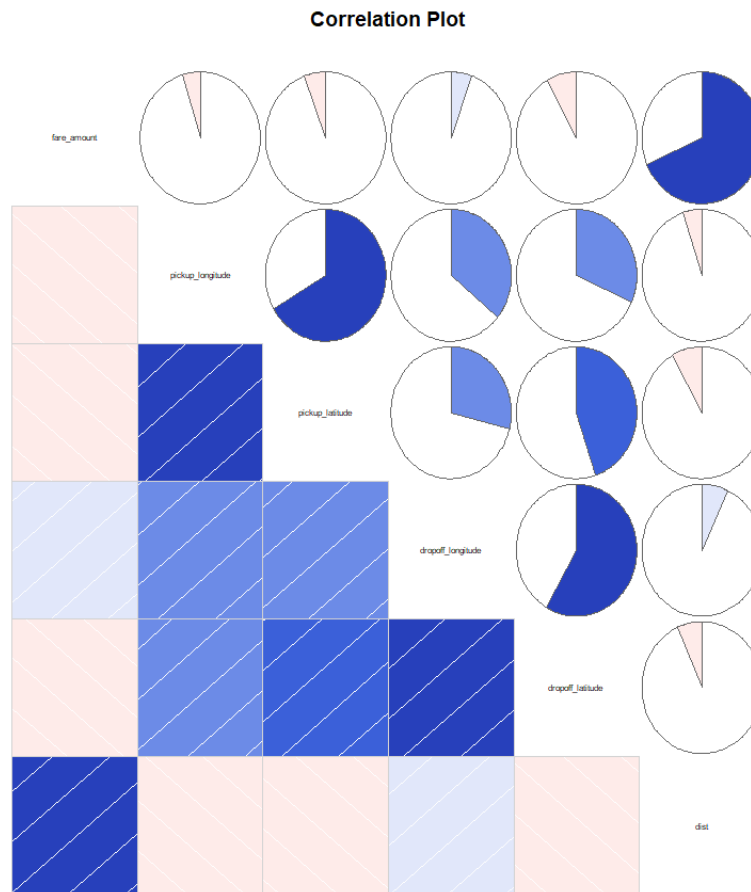 Correlation Plot
fare_amount
pickup_longitude
pickup_latitude
dropoff_longitude
dropoff_latitude
dist